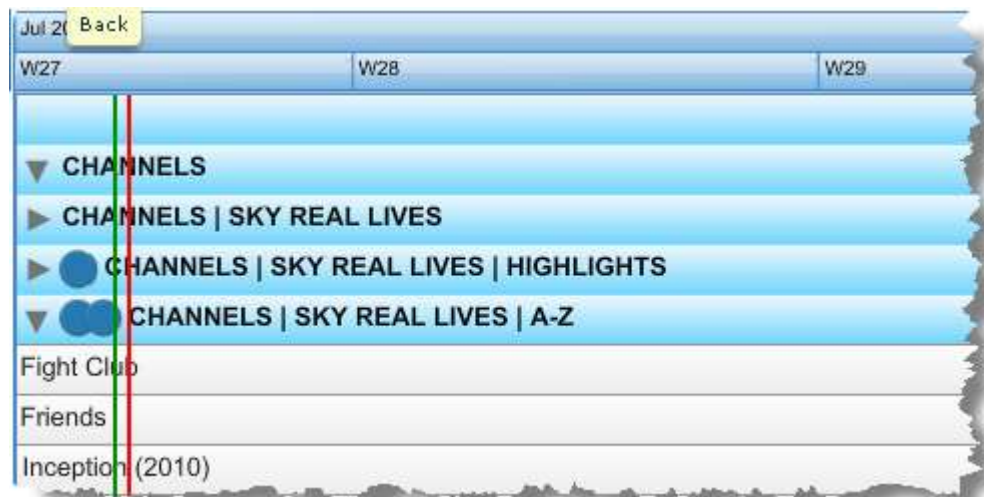 Jul 20
Back
W27 W28 W29
CHANNELS
CHANNELS | SKY REAL LIVES
CHANNELS | SKY REAL LIVES | HIGHLIGHTS
CHANNELS | SKY REAL LIVES | A-Z
Fight Club
Friends
Inception (2010)